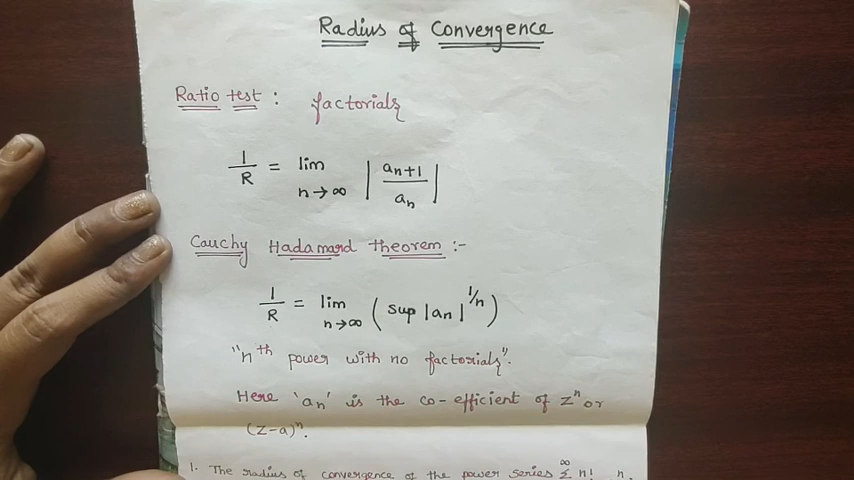 Radius of Convergence
Ratio test : factorials
1/R = lim n→∞ | an+1 / an |
Cauchy Hadamard theorem :-
1/R = lim n→∞ ( sup |an|^1/n )
"n^th power with no factorials".
Here 'an' is the co-efficient of z^n or
(z-a)^n.
1. The radius of convergence of the power series ∞ Σ n! n.